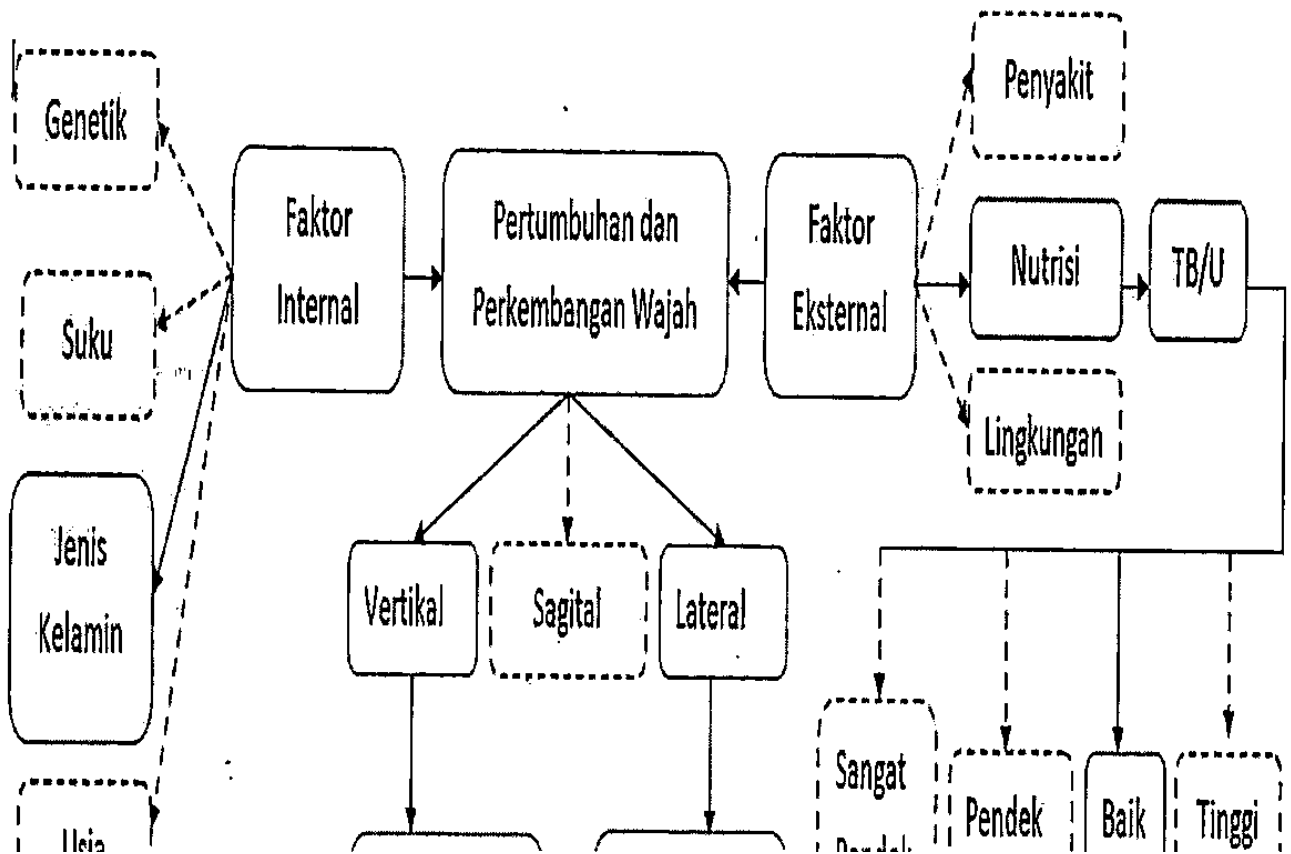 Penyakit
Genetik
Faktor
Internal
Pertumbuhan dan
Perkembangan Wajah
Faktor
Eksternal
Nutrisi
TB/U
Suku
Lingkungan
Jenis
Kelamin
Vertikal
Sagital
Lateral
Sangat
Pendek
Pendek
Baik
Tinggi
Usia